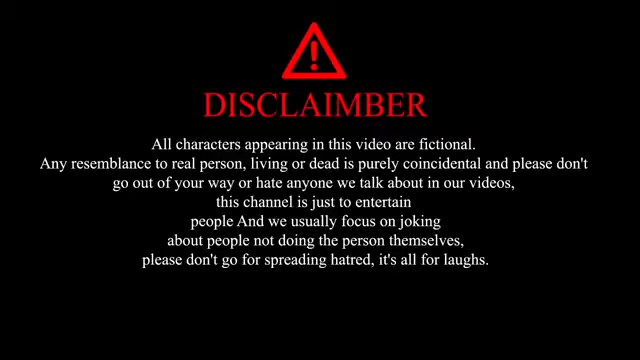 DISCLAIMBER
All characters appearing in this video are fictional.
Any resemblance to real person, living or dead is purely coincidental and please don't
go out of your way or hate anyone we talk about in our videos,
this channel is just to entertain
people And we usually focus on joking
about people not doing the person themselves,
please don't go for spreading hatred, it's all for laughs.